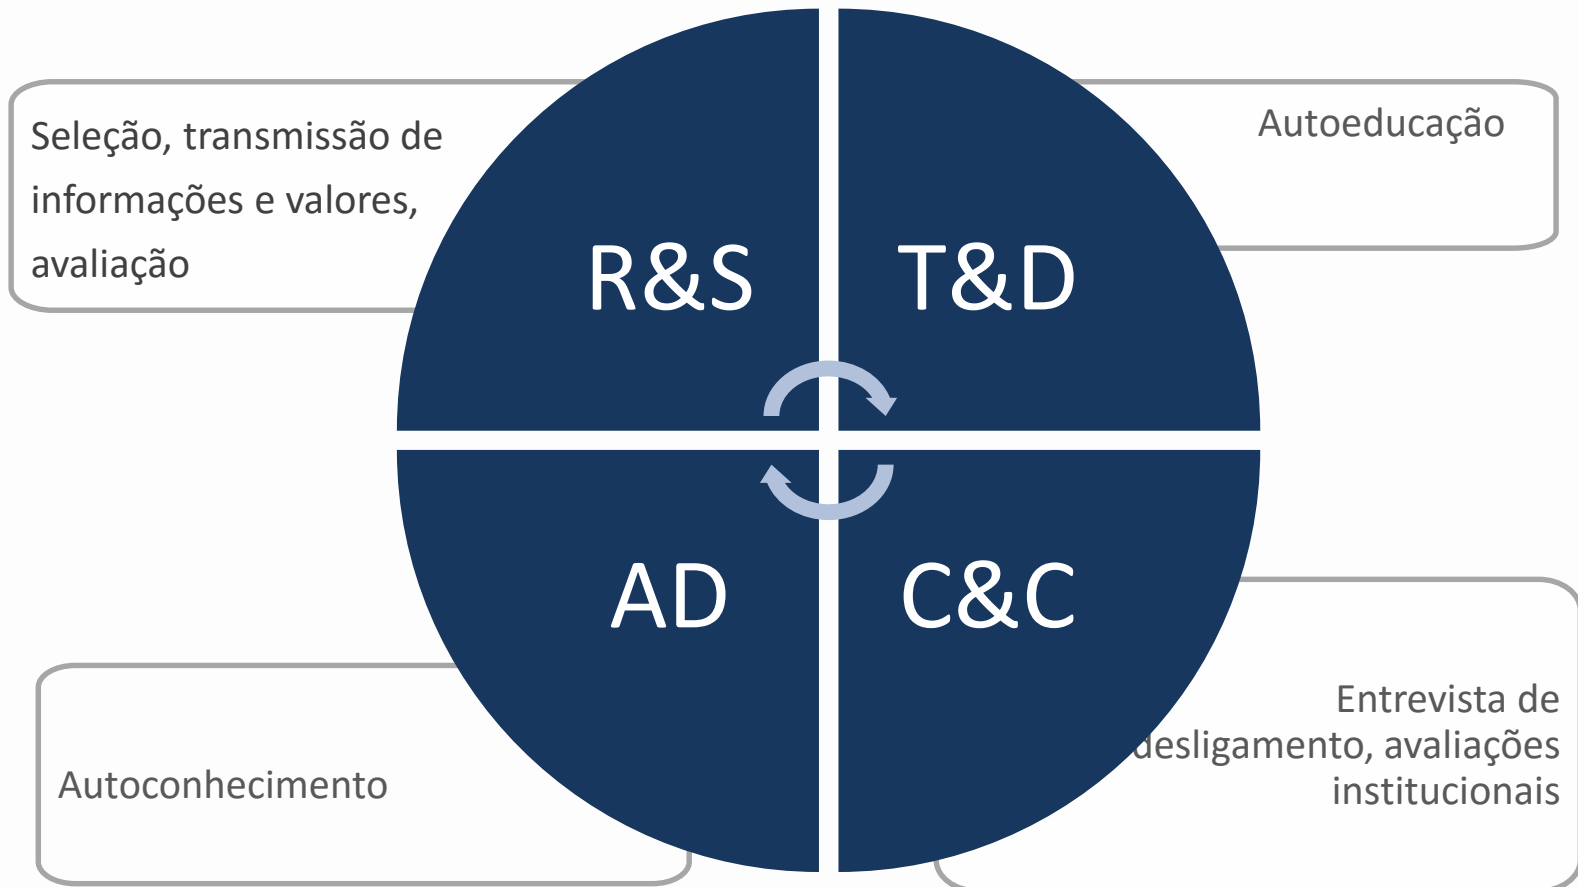 Seleção, transmissão de
informações e valores,
avaliação
Autoeducação
R&S
T&D
AD
C&C
Autoconhecimento
Entrevista de
desligamento, avaliações
institucionais